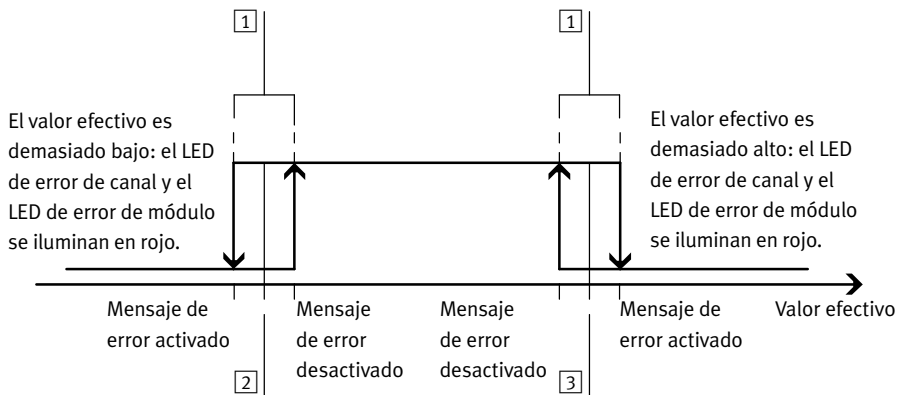 1
1
El valor efectivo es
demasiado bajo: el LED
de error de canal y el
LED de error de módulo
se iluminan en rojo.
El valor efectivo es
demasiado alto: el LED
de error de canal y el
LED de error de módulo
se iluminan en rojo.
Mensaje de
error activado
Mensaje
de error
desactivado
Mensaje
de error
desactivado
Mensaje de
error activado
Valor efectivo
2
3